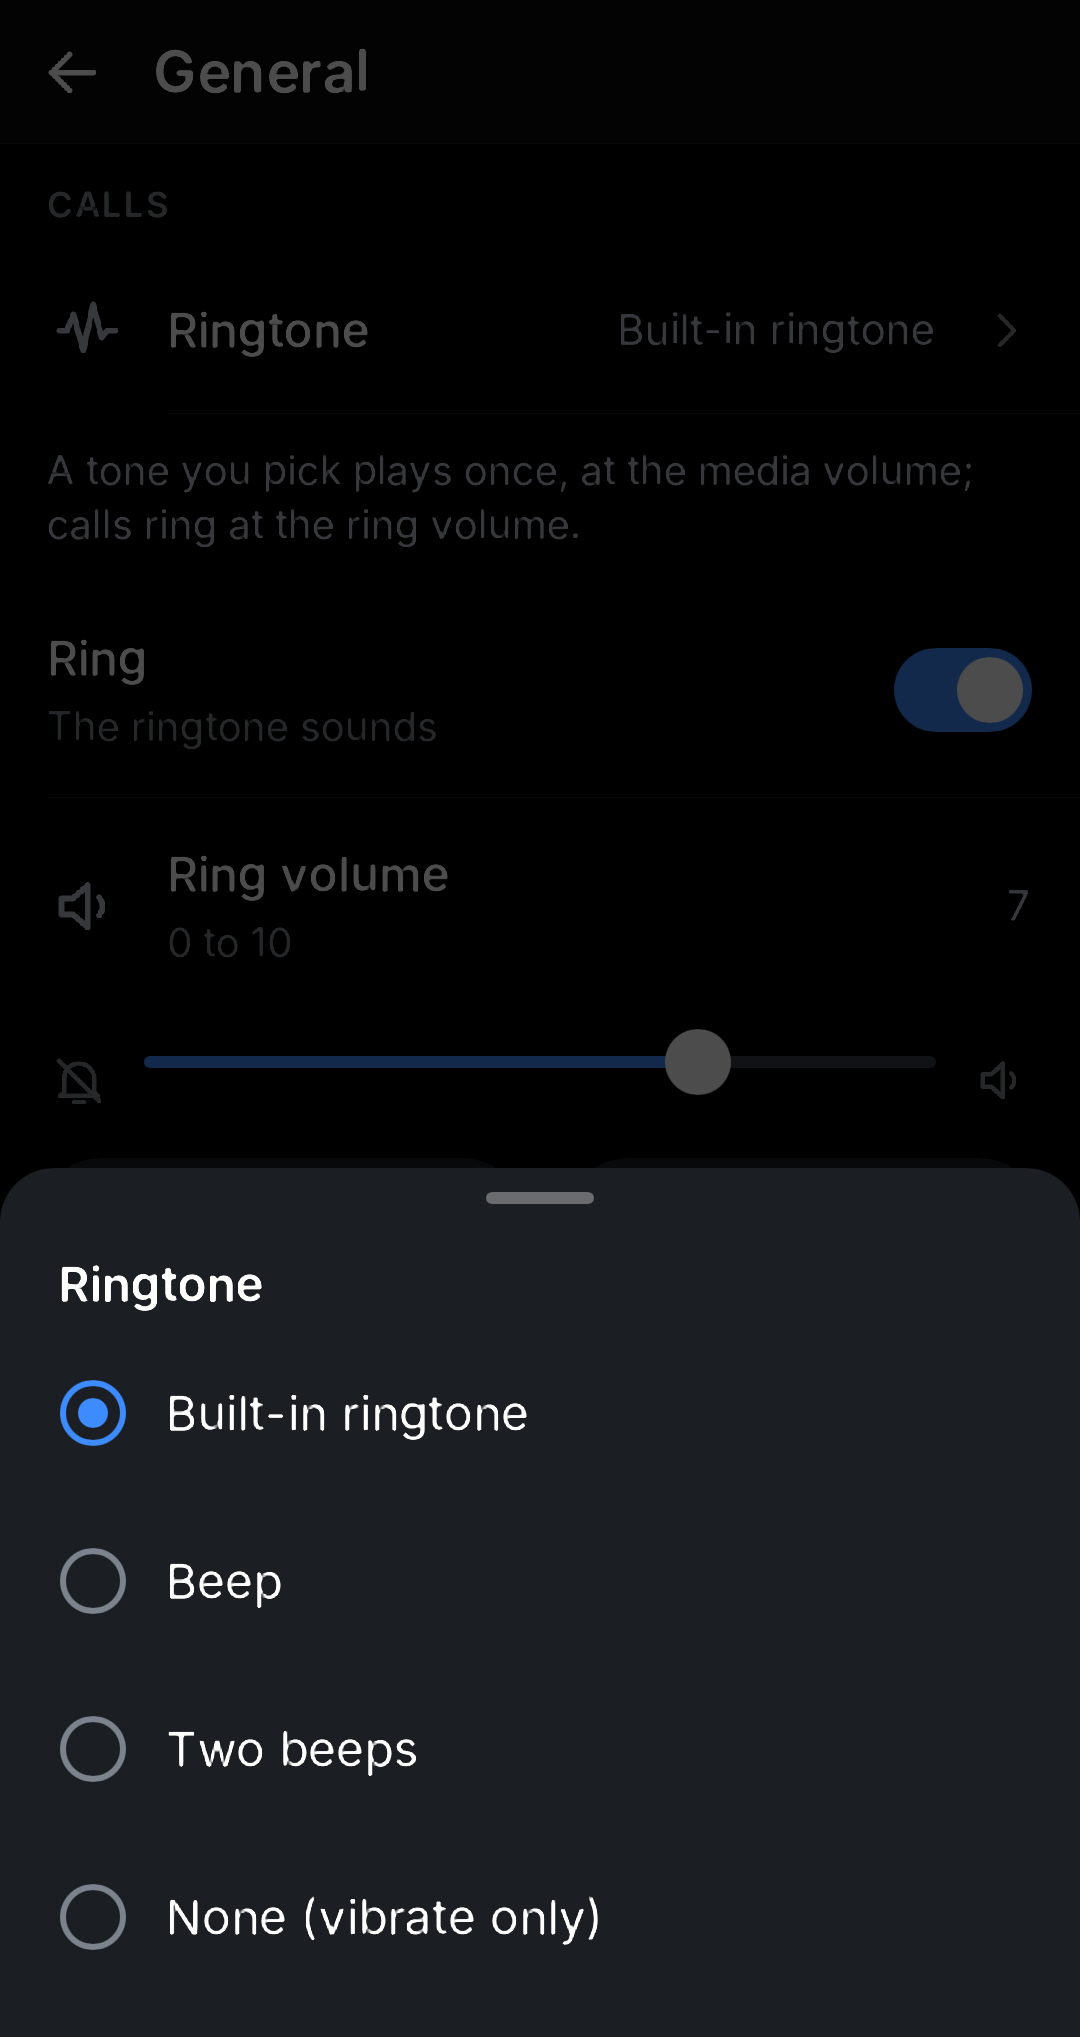 General
CALLS
Ringtone
Built-in ringtone
A tone you pick plays once, at the media volume;
calls ring at the ring volume.
Ring
The ringtone sounds
Ring volume
7
0 to 10
Ringtone
Built-in ringtone
Beep
Two beeps
None (vibrate only)